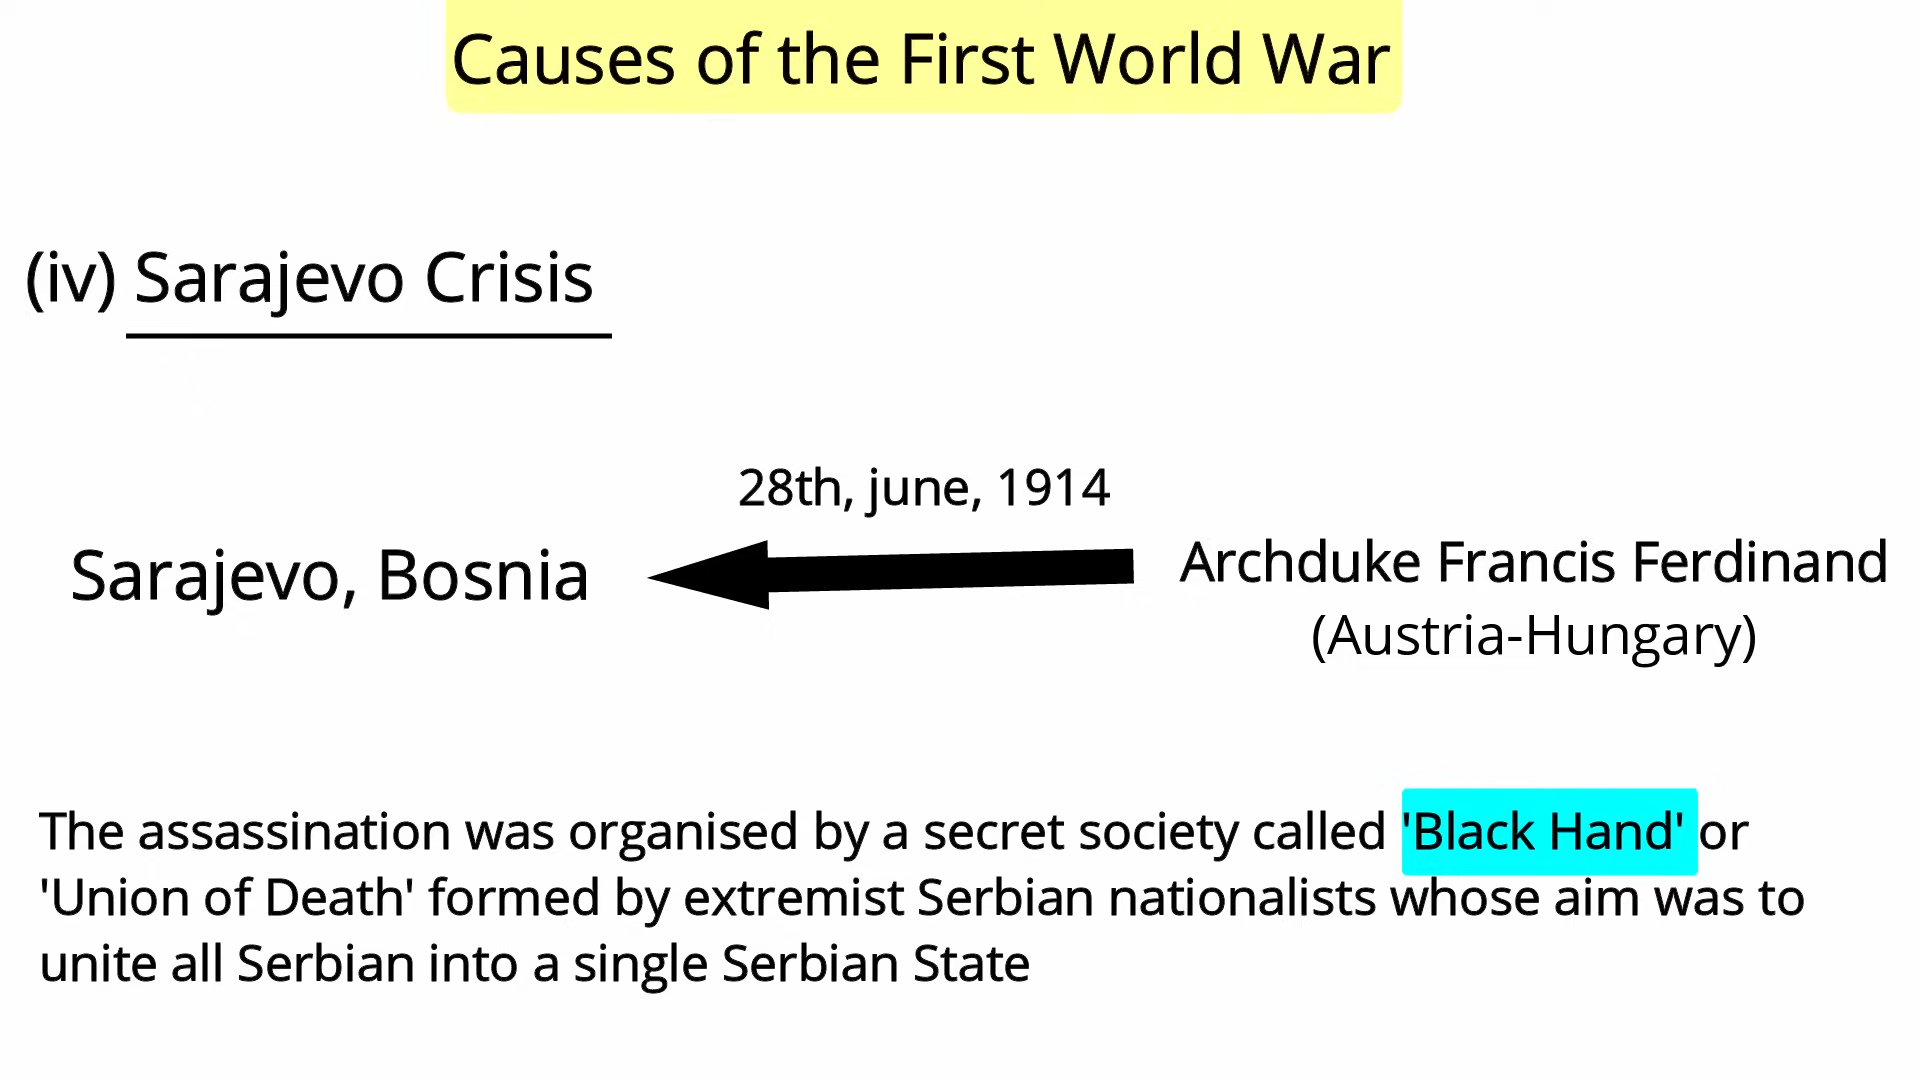 Causes of the First World War
(iv) Sarajevo Crisis
28th, june, 1914
Sarajevo, Bosnia
Archduke Francis Ferdinand
(Austria-Hungary)
The assassination was organised by a secret society called 'Black Hand' or
'Union of Death' formed by extremist Serbian nationalists whose aim was to
unite all Serbian into a single Serbian State